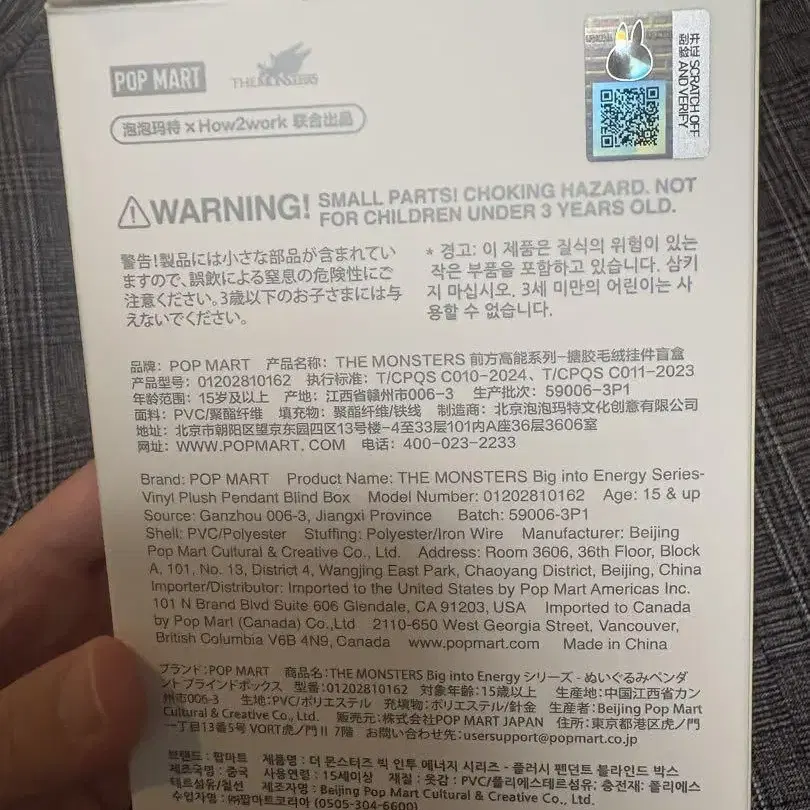 POP MART THE MONSTERS
泡泡玛特 × How2work 联合出品
刮开 SCRATCH OFF
刮验 AND VERIFY
WARNING! SMALL PARTS! CHOKING HAZARD. NOT
FOR CHILDREN UNDER 3 YEARS OLD.
警告!製品には小さな部品が含まれてい
ますので、誤飲による窒息の危険性にご
注意ください。3歳以下のお子さまには与
えないでください。
* 경고: 이 제품은 질식의 위험이 있는
작은 부품을 포함하고 있습니다. 삼키
지 마십시오. 3세 미만의 어린이는 사
용할 수 없습니다.
品牌: POP MART 产品名称: THE MONSTERS 前方高能系列-搪胶毛绒挂件盲盒
产品型号: 01202810162 执行标准: T/CPQS C010-2024、T/CPQS C011-2023
年龄范围: 15岁及以上 产地: 江西省赣州市006-3 生产批次: 59006-3P1
面料: PVC/聚酯纤维 填充物: 聚酯纤维/铁线 制造商: 北京泡泡玛特文化创意有限公司
地址: 北京市朝阳区望京东园四区13号楼-4至33层101内A座36层3606室
网址: WWW.POPMART.COM 电话: 400-023-2233
Brand: POP MART Product Name: THE MONSTERS Big into Energy Series-
Vinyl Plush Pendant Blind Box Model Number: 01202810162 Age: 15 & up
Source: Ganzhou 006-3, Jiangxi Province Batch: 59006-3P1
Shell: PVC/Polyester Stuffing: Polyester/Iron Wire Manufacturer: Beijing
Pop Mart Cultural & Creative Co., Ltd. Address: Room 3606, 36th Floor, Block
A, 101, No. 13, District 4, Wangjing East Park, Chaoyang District, Beijing, China
Importer/Distributor: Imported to the United States by Pop Mart Americas Inc.
101 N Brand Blvd Suite 606 Glendale, CA 91203, USA Imported to Canada
by Pop Mart (Canada) Co.,Ltd 2110-650 West Georgia Street, Vancouver,
British Columbia V6B 4N9, Canada www.popmart.com Made in China
ブランド:POP MART 商品名:THE MONSTERS Big into Energy シリーズ - ぬいぐるみペンダ
ント ブラインドボックス 型番:01202810162 対象年齢:15歳以上 生産地:中国江西省カン
州市006-3 生地:PVC/ポリエステル 充填物:ポリエステル/針金 生産者:Beijing Pop Mart
Cultural & Creative Co., Ltd. 販売元:株式会社POP MART JAPAN 住所:東京都港区虎ノ門
一丁目13番5号 VORT虎ノ門II 7階 お問い合わせ先:usersupport@popmart.co.jp
브랜드 : 팝마트 제품명 : 더 몬스터즈 빅 인투 에너지 시리즈 - 플러시 펜던트 블라인드 박스
제조국명 : 중국 사용연령 : 15세이상 재질 : 옷감 : PVC/폴리에스테르섬유; 충전재: 폴리에스
테르섬유/철선 제조자명 : Beijing Pop Mart Cultural & Creative Co., Ltd.
수입자명 : ㈜팝마트코리아 (0505-304-6600)